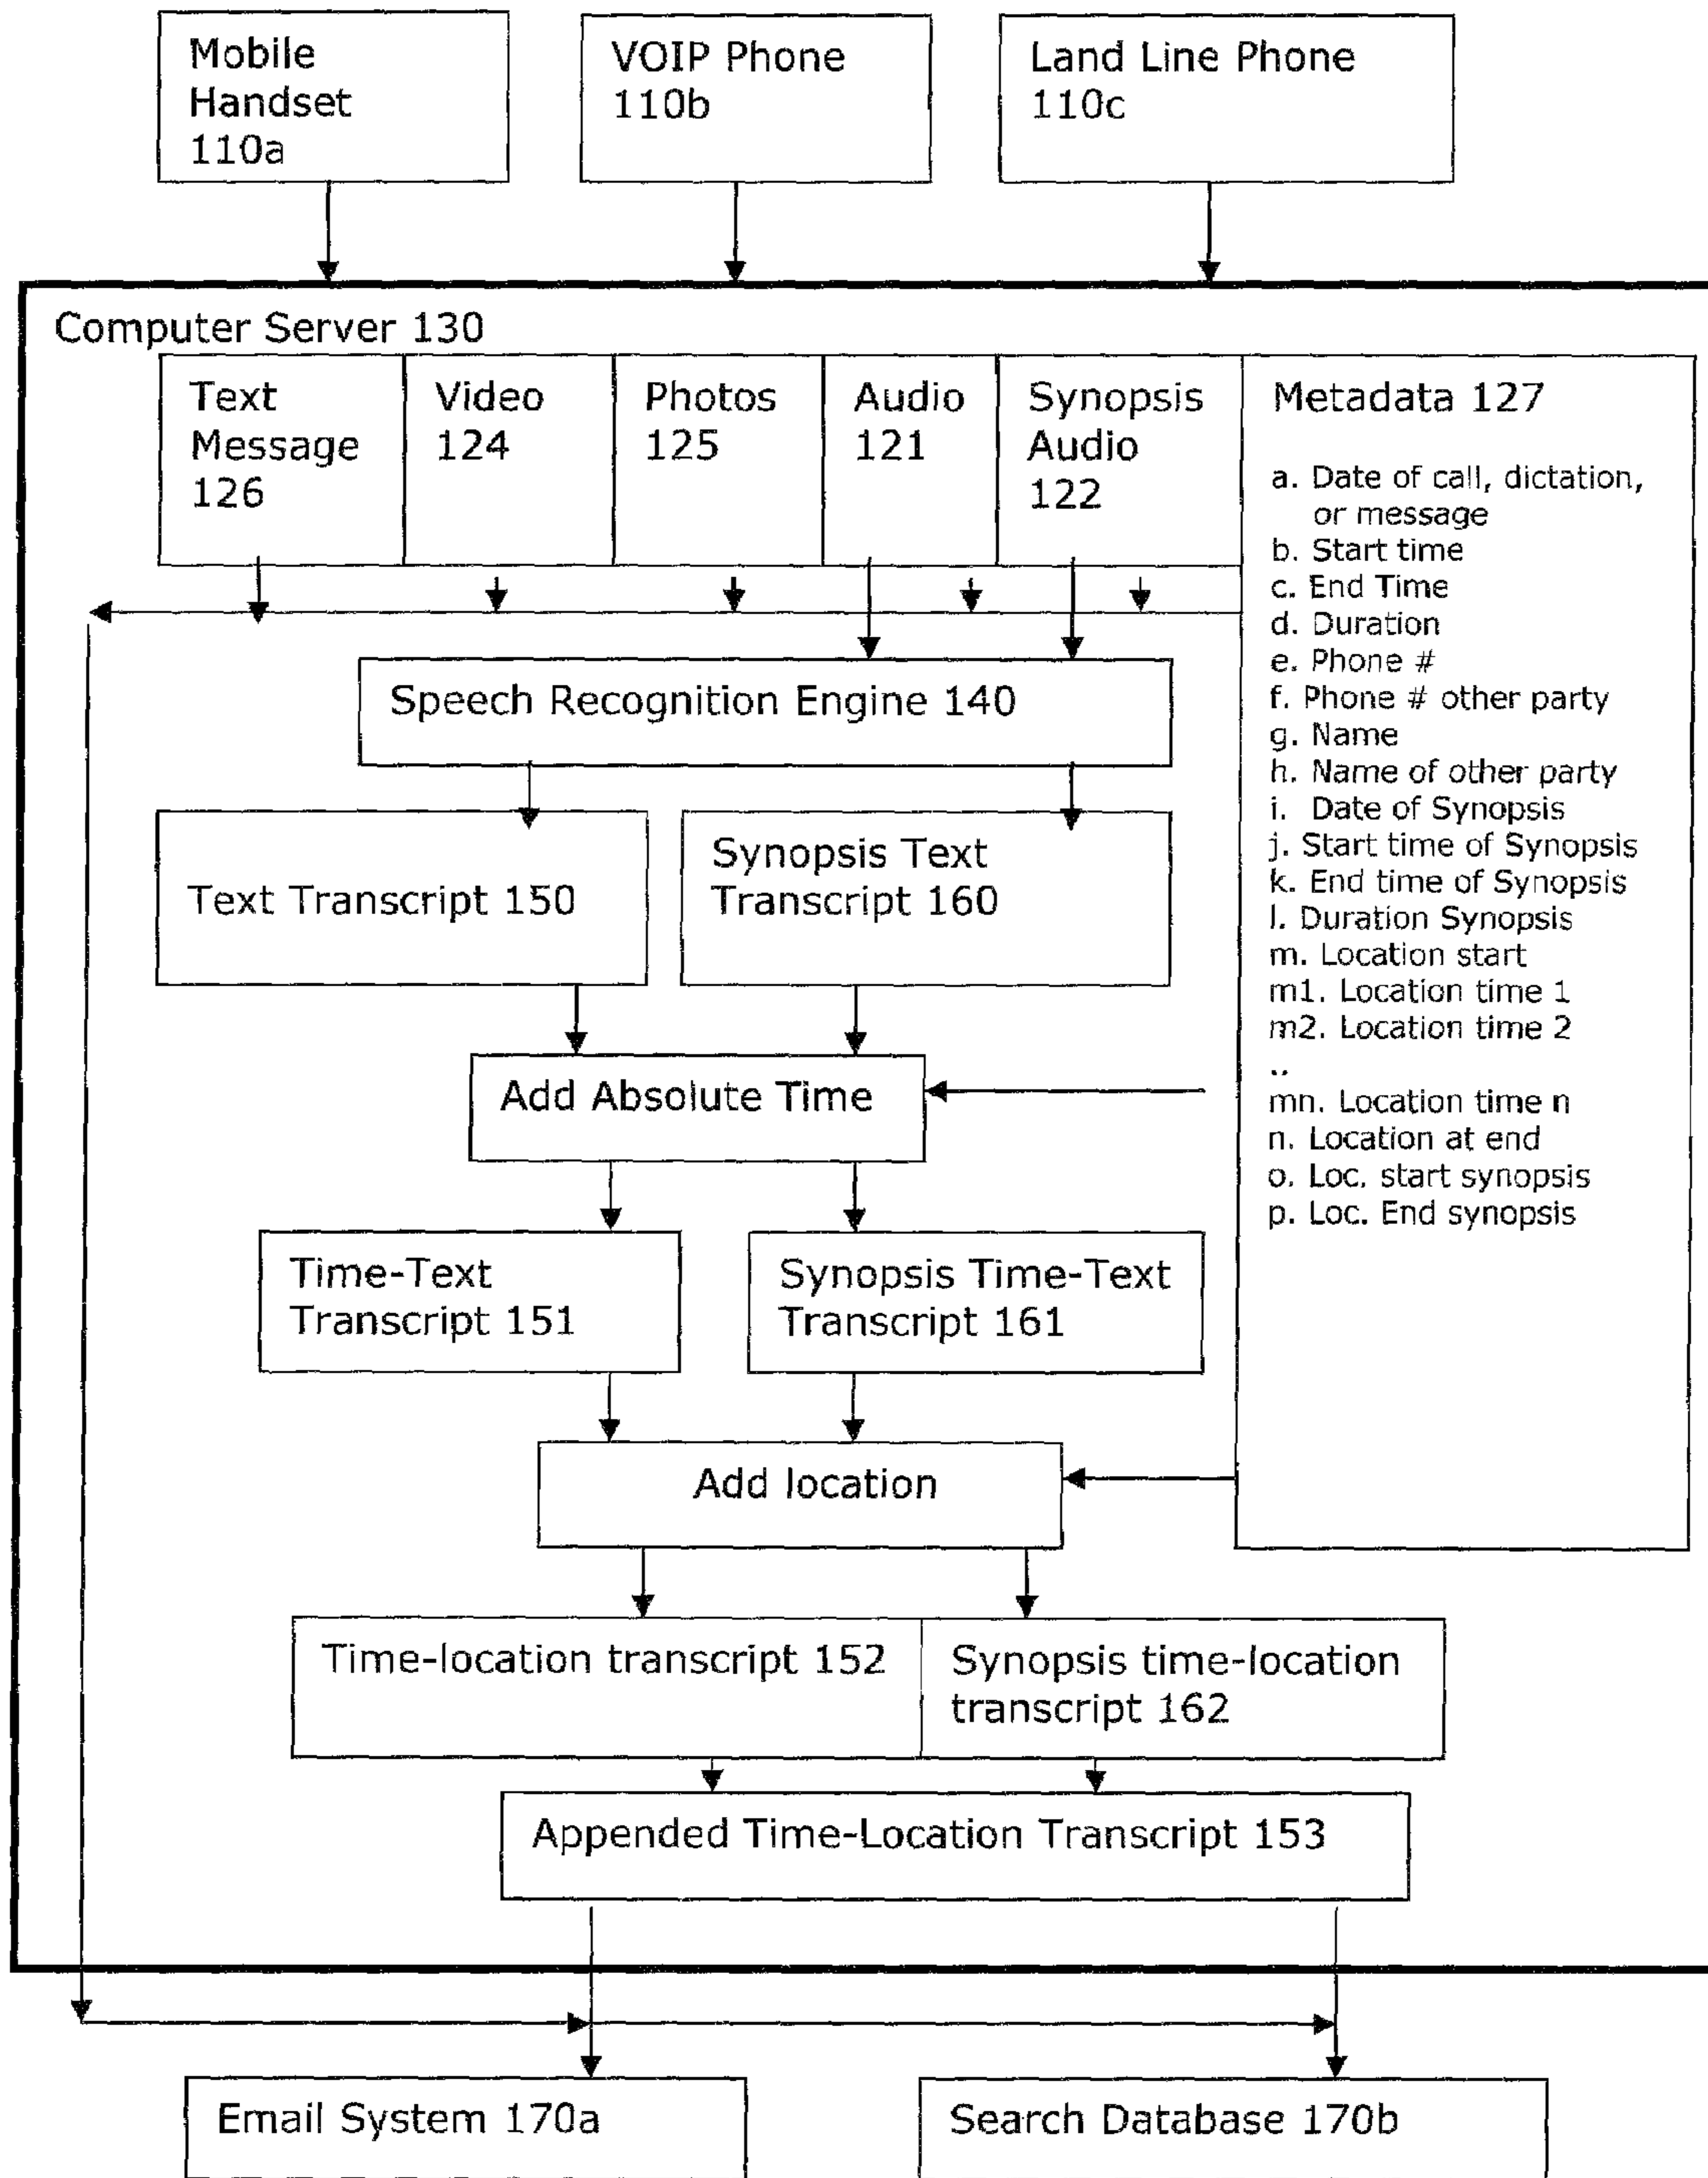 Mobile
Handset
110a
VOIP Phone
110b
Land Line Phone
110c
Computer Server 130
Text
Message
126
Video
124
Photos
125
Audio
121
Synopsis
Audio
122
Metadata 127
a. Date of call, dictation,
or message
b. Start time
c. End Time
d. Duration
e. Phone #
f. Phone # other party
g. Name
h. Name of other party
i. Date of Synopsis
j. Start time of Synopsis
k. End time of Synopsis
l. Duration Synopsis
m. Location start
m1. Location time 1
m2. Location time 2
..
mn. Location time n
n. Location at end
o. Loc. start synopsis
p. Loc. End synopsis
Speech Recognition Engine 140
Text Transcript 150
Synopsis Text
Transcript 160
Add Absolute Time
Time-Text
Transcript 151
Synopsis Time-Text
Transcript 161
Add location
Time-location transcript 152
Synopsis time-location
transcript 162
Appended Time-Location Transcript 153
Email System 170a
Search Database 170b